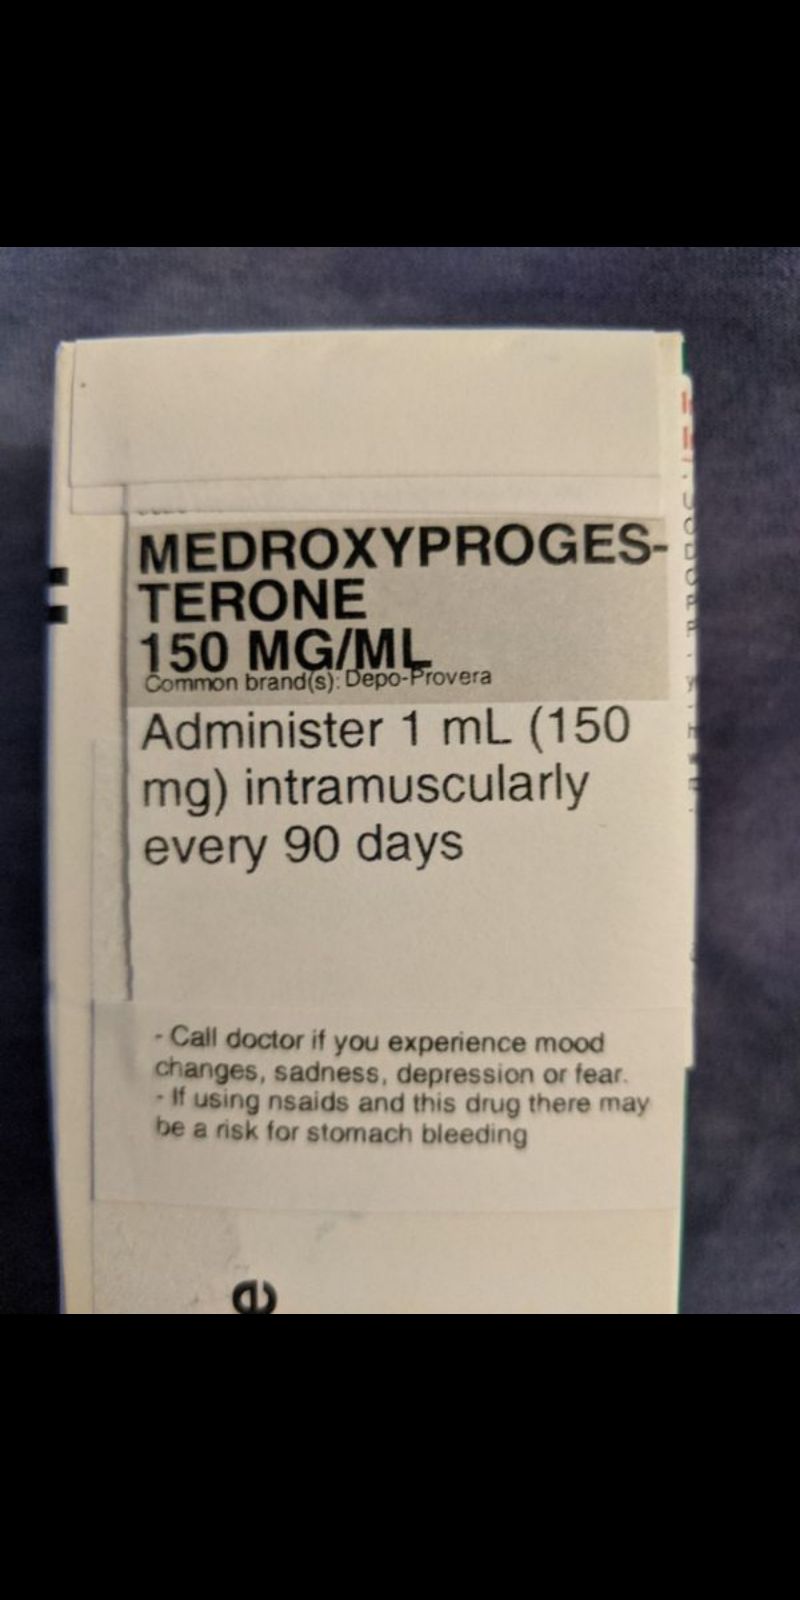 MEDROXYPROGES-
TERONE
150 MG/ML
Common brand(s): Depo-Provera
Administer 1 mL (150
mg) intramuscularly
every 90 days
- Call doctor if you experience mood
changes, sadness, depression or fear.
- If using nsaids and this drug there may
be a risk for stomach bleeding
e